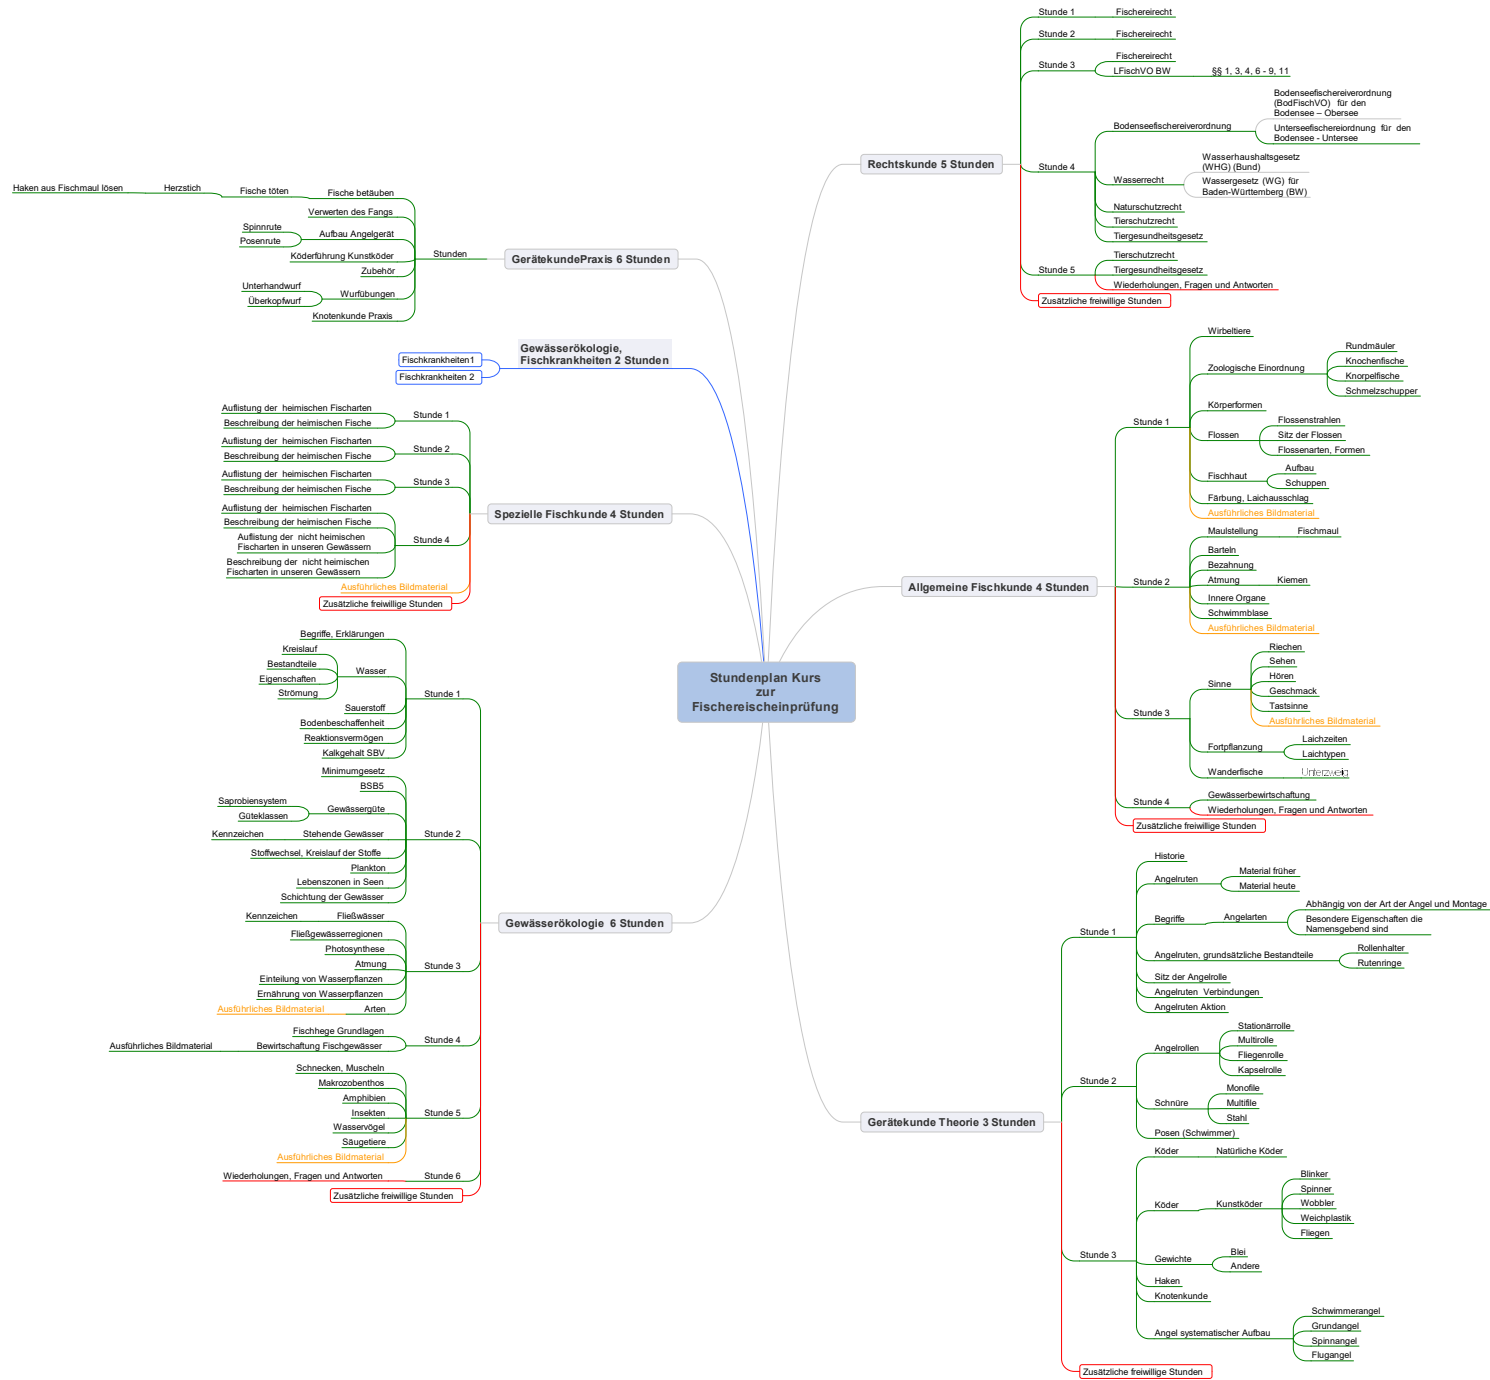 Stundenplan Kurs
zur
Fischereischeinprüfung
Rechtskunde 5 Stunden
Stunde 1
Fischereirecht
Stunde 2
Fischereirecht
Stunde 3
Fischereirecht
LFischVO BW
§§ 1, 3, 4, 6 - 9, 11
Stunde 4
Bodenseefischereiverordnung
Bodenseefischereiverordnung
(BodFischVO) für den
Bodensee – Obersee
Unterseefischereiordnung für den
Bodensee - Untersee
Wasserrecht
Wasserhaushaltsgesetz
(WHG) (Bund)
Wassergesetz (WG) für
Baden-Württemberg (BW)
Naturschutzrecht
Tierschutzrecht
Tiergesundheitsgesetz
Stunde 5
Tierschutzrecht
Tiergesundheitsgesetz
Wiederholungen, Fragen und Antworten
Zusätzliche freiwillige Stunden
Allgemeine Fischkunde 4 Stunden
Stunde 1
Wirbeltiere
Zoologische Einordnung
Rundmäuler
Knochenfische
Knorpelfische
Schmelzschupper
Körperformen
Flossen
Flossenstrahlen
Sitz der Flossen
Flossenarten, Formen
Fischhaut
Aufbau
Schuppen
Färbung, Laichausschlag
Ausführliches Bildmaterial
Stunde 2
Maulstellung
Fischmaul
Barteln
Bezahnung
Atmung
Kiemen
Innere Organe
Schwimmblase
Ausführliches Bildmaterial
Stunde 3
Sinne
Riechen
Sehen
Hören
Geschmack
Tastsinne
Ausführliches Bildmaterial
Fortpflanzung
Laichzeiten
Laichtypen
Wanderfische
Unterzweig
Stunde 4
Gewässerbewirtschaftung
Wiederholungen, Fragen und Antworten
Zusätzliche freiwillige Stunden
Gerätekunde Theorie 3 Stunden
Stunde 1
Historie
Angelruten
Material früher
Material heute
Begriffe
Angelarten
Abhängig von der Art der Angel und Montage
Besondere Eigenschaften die
Namensgebend sind
Angelruten, grundsätzliche Bestandteile
Rollenhalter
Rutenringe
Sitz der Angelrolle
Angelruten Verbindungen
Angelruten Aktion
Stunde 2
Angelrollen
Stationärrolle
Multirolle
Fliegenrolle
Kapselrolle
Schnüre
Monofile
Multifile
Stahl
Posen (Schwimmer)
Stunde 3
Köder
Natürliche Köder
Köder
Kunstköder
Blinker
Spinner
Wobbler
Weichplastik
Fliegen
Gewichte
Blei
Andere
Haken
Knotenkunde
Angel systematischer Aufbau
Schwimmerangel
Grundangel
Spinnangel
Flugangel
Zusätzliche freiwillige Stunden
GerätekundePraxis 6 Stunden
Stunden
Fische betäuben
Fische töten
Herzstich
Haken aus Fischmaul lösen
Verwerten des Fangs
Aufbau Angelgerät
Spinnrute
Posenrute
Köderführung Kunstköder
Zubehör
Wurfübungen
Unterhandwurf
Überkopfwurf
Knotenkunde Praxis
Gewässerökologie,
Fischkrankheiten 2 Stunden
Fischkrankheiten1
Fischkrankheiten 2
Spezielle Fischkunde 4 Stunden
Stunde 1
Auflistung der heimischen Fischarten
Beschreibung der heimischen Fische
Stunde 2
Auflistung der heimischen Fischarten
Beschreibung der heimischen Fische
Stunde 3
Auflistung der heimischen Fischarten
Beschreibung der heimischen Fische
Stunde 4
Auflistung der heimischen Fischarten
Beschreibung der heimischen Fische
Auflistung der nicht heimischen
Fischarten in unseren Gewässern
Beschreibung der nicht heimischen
Fischarten in unseren Gewässern
Ausführliches Bildmaterial
Zusätzliche freiwillige Stunden
Gewässerökologie 6 Stunden
Stunde 1
Begriffe, Erklärungen
Wasser
Kreislauf
Bestandteile
Eigenschaften
Strömung
Sauerstoff
Bodenbeschaffenheit
Reaktionsvermögen
Kalkgehalt SBV
Stunde 2
Minimumgesetz
BSB5
Gewässergüte
Saprobiensystem
Güteklassen
Stehende Gewässer
Kennzeichen
Stoffwechsel, Kreislauf der Stoffe
Plankton
Lebenszonen in Seen
Schichtung der Gewässer
Stunde 3
Fließwässer
Kennzeichen
Fließgewässerregionen
Photosynthese
Atmung
Einteilung von Wasserpflanzen
Ernährung von Wasserpflanzen
Arten
Ausführliches Bildmaterial
Stunde 4
Fischhege Grundlagen
Bewirtschaftung Fischgewässer
Ausführliches Bildmaterial
Stunde 5
Schnecken, Muscheln
Makrozobenthos
Amphibien
Insekten
Wasservögel
Säugetiere
Ausführliches Bildmaterial
Stunde 6
Wiederholungen, Fragen und Antworten
Zusätzliche freiwillige Stunden